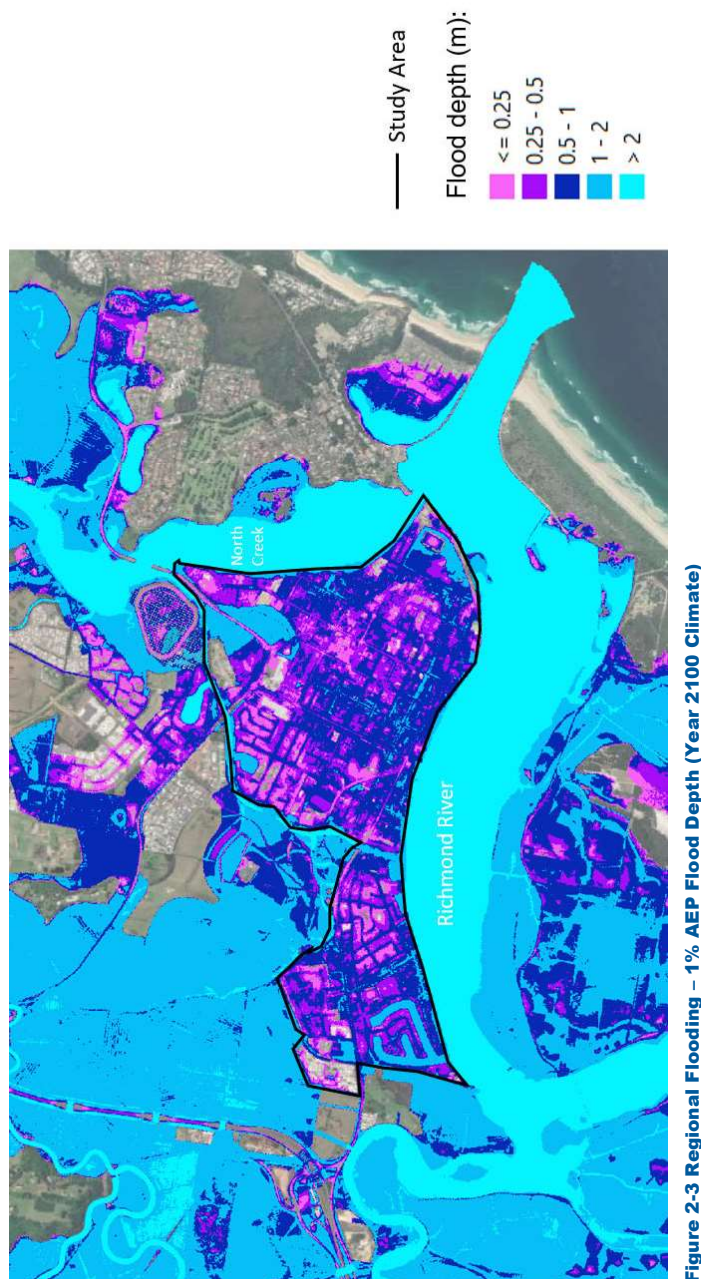 North
Creek
Richmond River
Study Area
Flood depth (m):
<= 0.25
0.25 - 0.5
0.5 - 1
1 - 2
> 2
Figure 2-3 Regional Flooding – 1% AEP Flood Depth (Year 2100 Climate)